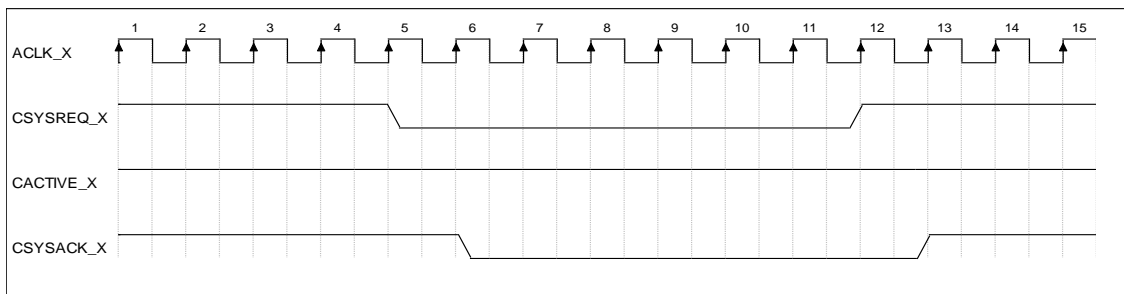 1 2 3 4 5 6 7 8 9 10 11 12 13 14 15
ACLK_X
CSYSREQ_X
CACTIVE_X
CSYSACK_X